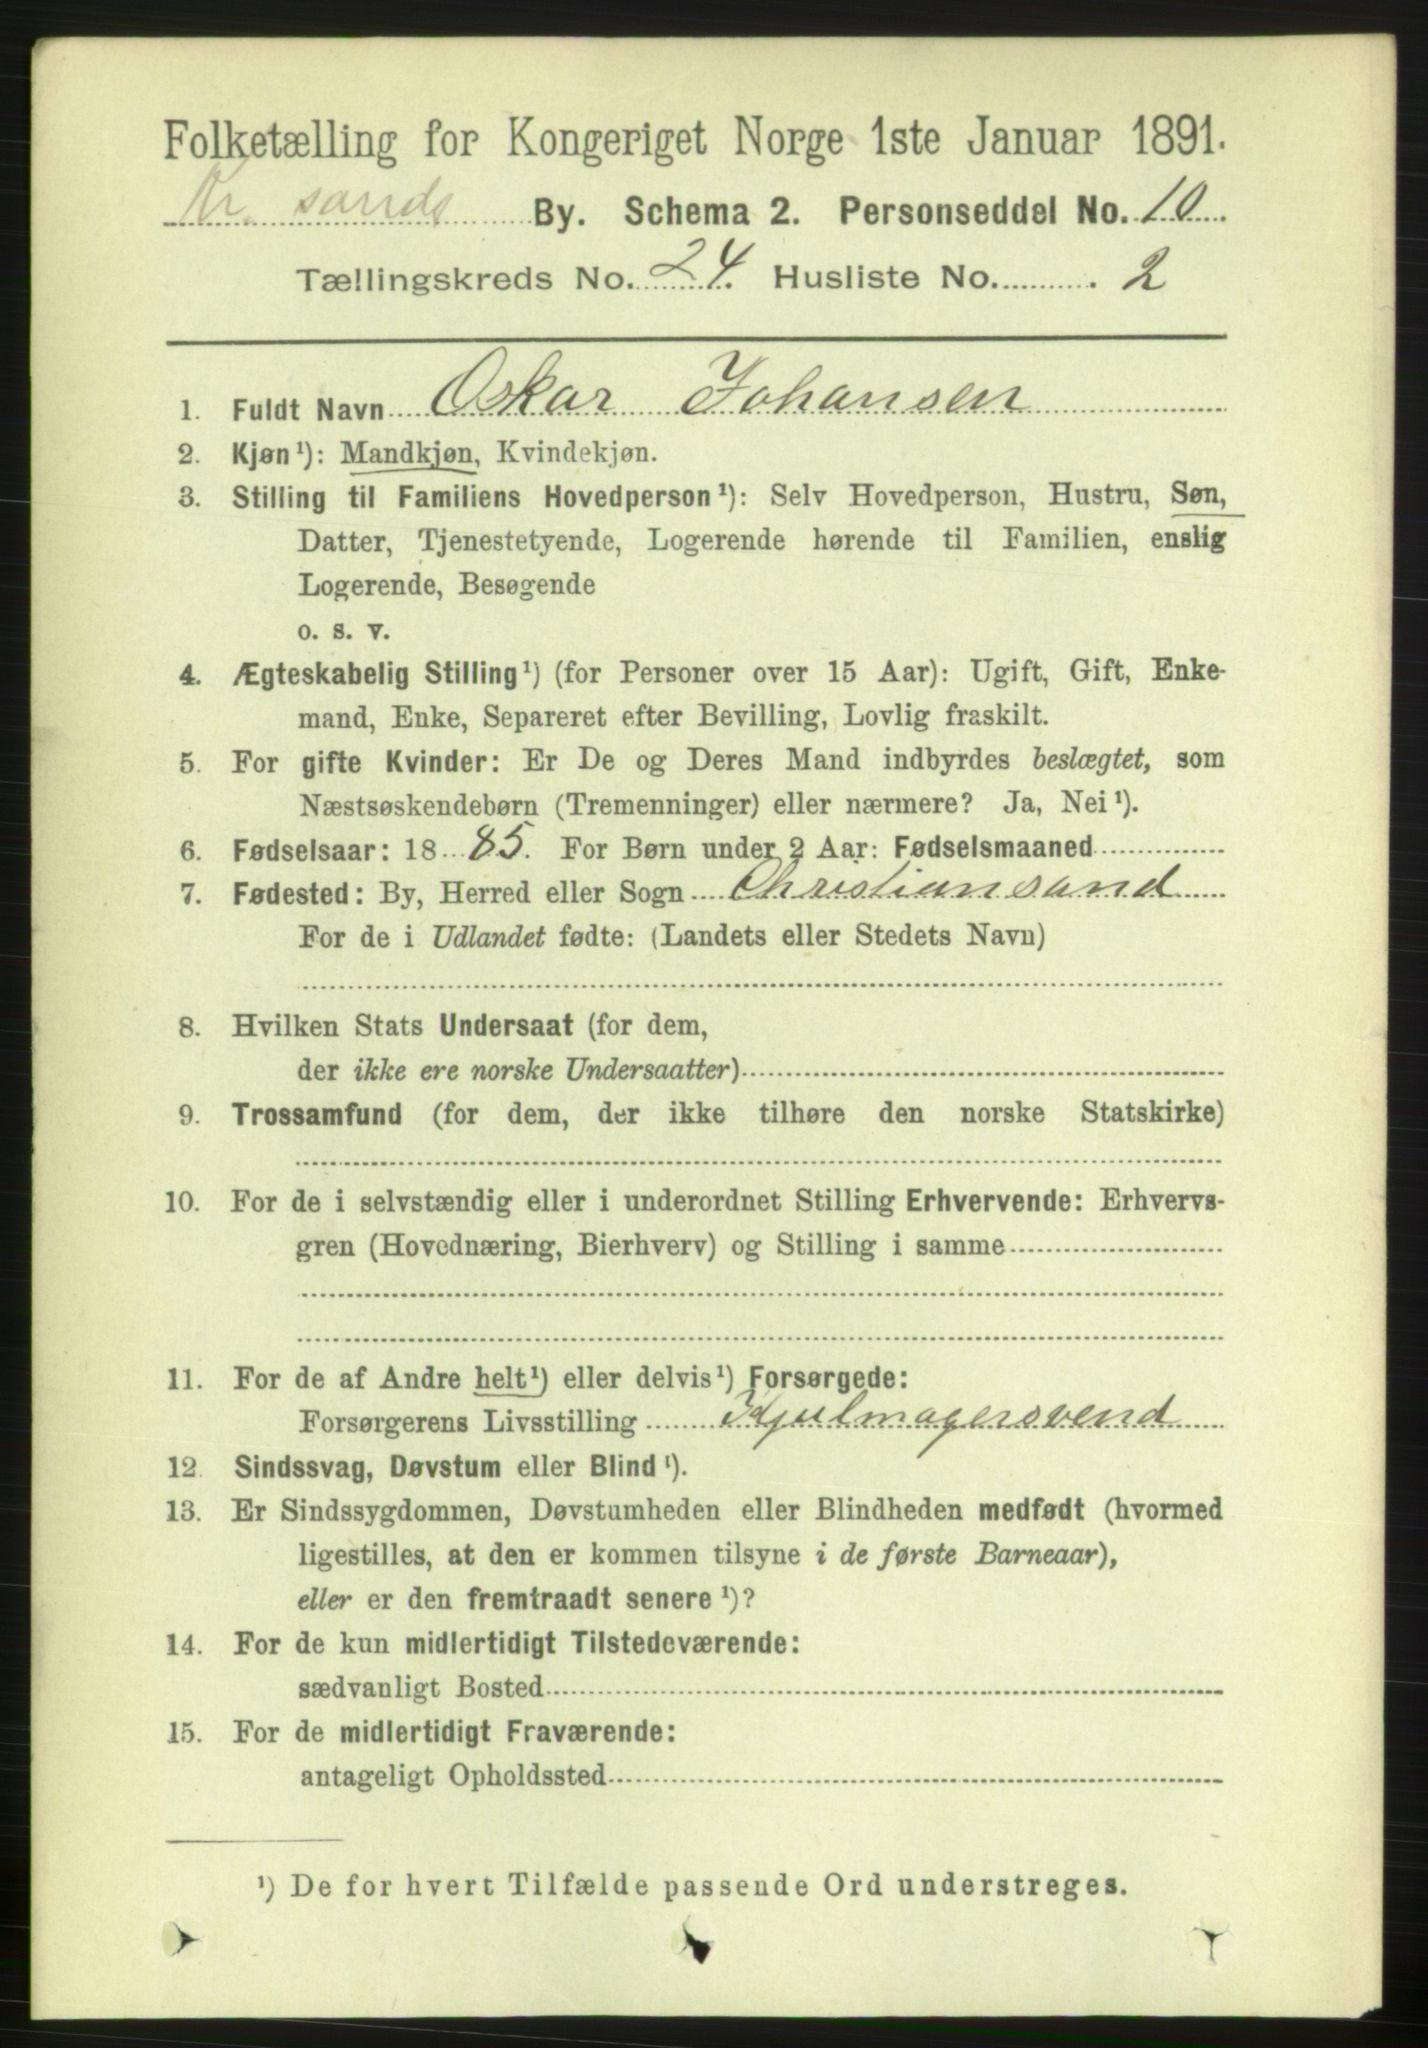 Folketælling for Kongeriget Norge 1ste Januar 1891.
Kr. sands By. Schema 2. Personseddel No. 10
Tællingskreds No. 24. Husliste No. 2
1. Fuldt Navn Oskar Johansen
2. Kjøn¹): Mandkjøn, Kvindekjøn.
3. Stilling til Familiens Hovedperson¹): Selv Hovedperson, Hustru, Søn,
Datter, Tjenestetyende, Logerende hørende til Familien, enslig
Logerende, Besøgende
o. s. v.
4. Ægteskabelig Stilling¹) (for Personer over 15 Aar): Ugift, Gift, Enke-
mand, Enke, Separeret efter Bevilling, Lovlig fraskilt.
5. For gifte Kvinder: Er De og Deres Mand indbyrdes beslægtet, som
Næstsøskendebørn (Tremenninger) eller nærmere? Ja, Nei¹).
6. Fødselsaar: 1885. For Børn under 2 Aar: Fødselsmaaned
7. Fødested: By, Herred eller Sogn Christiansand
For de i Udlandet fødte: (Landets eller Stedets Navn)
8. Hvilken Stats Undersaat (for dem,
der ikke ere norske Undersaatter)
9. Trossamfund (for dem, der ikke tilhøre den norske Statskirke)
10. For de i selvstændig eller i underordnet Stilling Erhvervende: Erhvervs-
gren (Hovednæring, Bierhverv) og Stilling i samme
11. For de af Andre helt¹) eller delvis¹) Forsørgede:
Forsørgerens Livsstilling Hjulmagersvend
12. Sindssvag, Døvstum eller Blind¹).
13. Er Sindssygdommen, Døvstumheden eller Blindheden medfødt (hvormed
ligestilles, at den er kommen tilsyne i de første Barneaar),
eller er den fremtraadt senere¹)?
14. For de kun midlertidigt Tilstedeværende:
sædvanligt Bosted
15. For de midlertidigt Fraværende:
antageligt Opholdssted
¹) De for hvert Tilfælde passende Ord understreges.